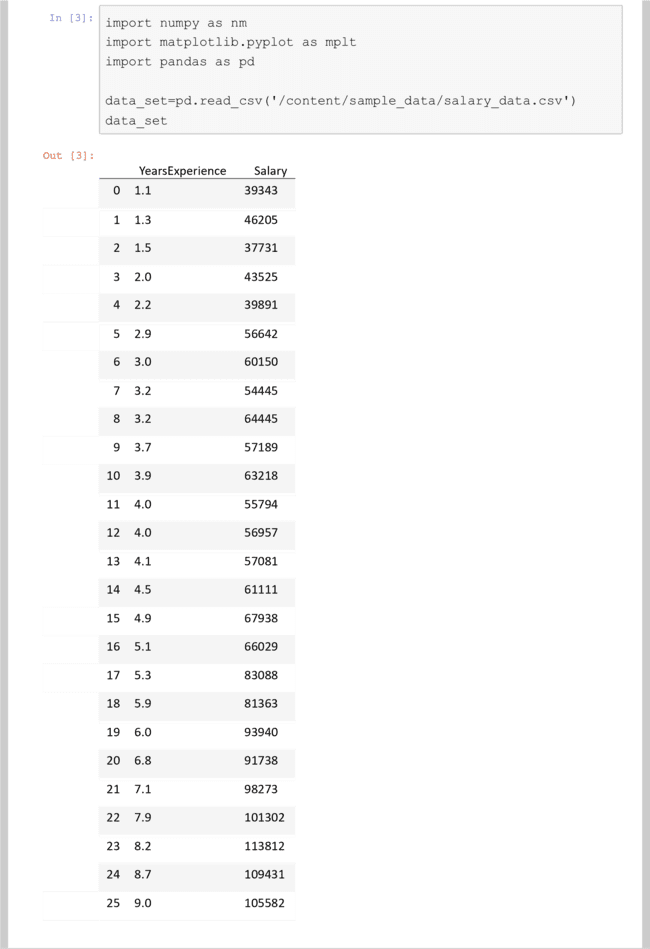 In [3]:
import numpy as nm
import matplotlib.pyplot as mplt
import pandas as pd
data_set=pd.read_csv('/content/sample_data/salary_data.csv')
data_set
Out [3]:
YearsExperience Salary
0 1.1 39343
1 1.3 46205
2 1.5 37731
3 2.0 43525
4 2.2 39891
5 2.9 56642
6 3.0 60150
7 3.2 54445
8 3.2 64445
9 3.7 57189
10 3.9 63218
11 4.0 55794
12 4.0 56957
13 4.1 57081
14 4.5 61111
15 4.9 67938
16 5.1 66029
17 5.3 83088
18 5.9 81363
19 6.0 93940
20 6.8 91738
21 7.1 98273
22 7.9 101302
23 8.2 113812
24 8.7 109431
25 9.0 105582